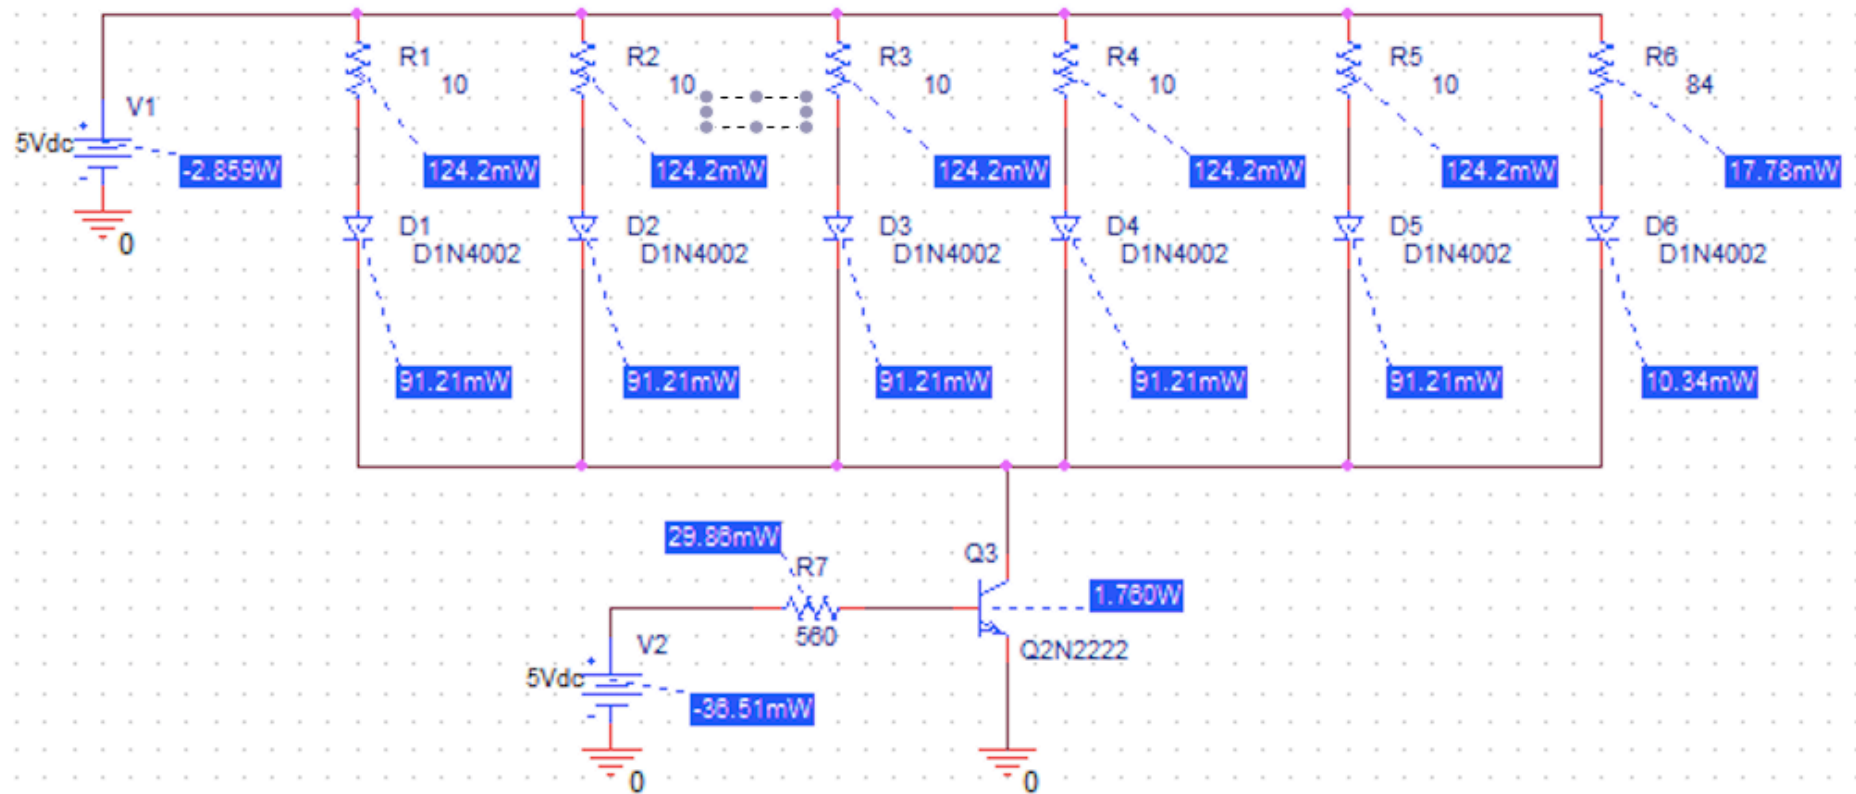 R1
10
R2
10
R3
10
R4
10
R5
10
R6
84
V1
5Vdc
-2.859W
124.2mW
124.2mW
124.2mW
124.2mW
124.2mW
17.78mW
0
D1
D1N4002
D2
D1N4002
D3
D1N4002
D4
D1N4002
D5
D1N4002
D6
D1N4002
91.21mW
91.21mW
91.21mW
91.21mW
91.21mW
10.34mW
29.86mW
R7
560
Q3
1.760W
Q2N2222
V2
5Vdc
-36.51mW
0
0